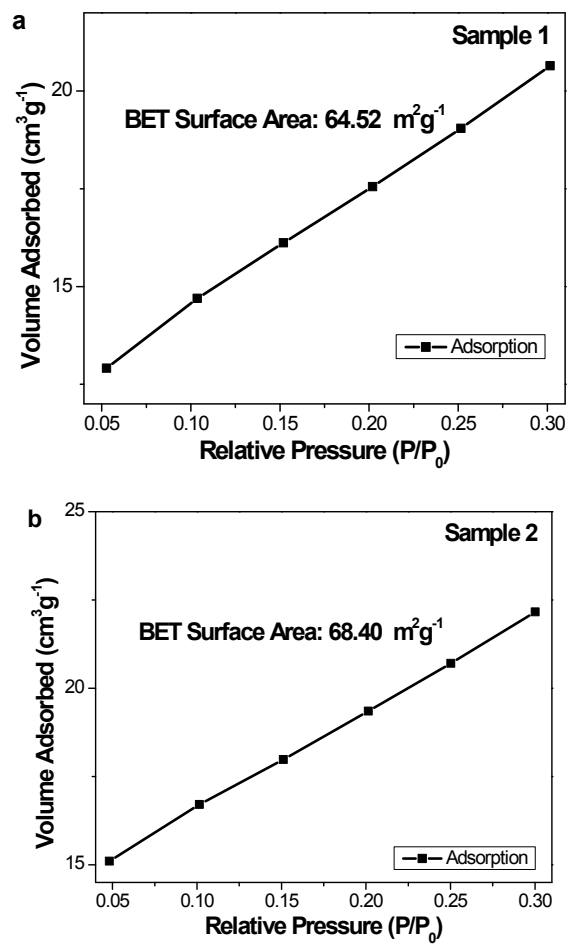 a
Sample 1
20
BET Surface Area: 64.52 m²g⁻¹
15
Volume Adsorbed (cm³g⁻¹)
Adsorption
0.05 0.10 0.15 0.20 0.25 0.30
Relative Pressure (P/P₀)
b
25
Sample 2
BET Surface Area: 68.40 m²g⁻¹
20
Volume Adsorbed (cm³g⁻¹)
15
Adsorption
0.05 0.10 0.15 0.20 0.25 0.30
Relative Pressure (P/P₀)